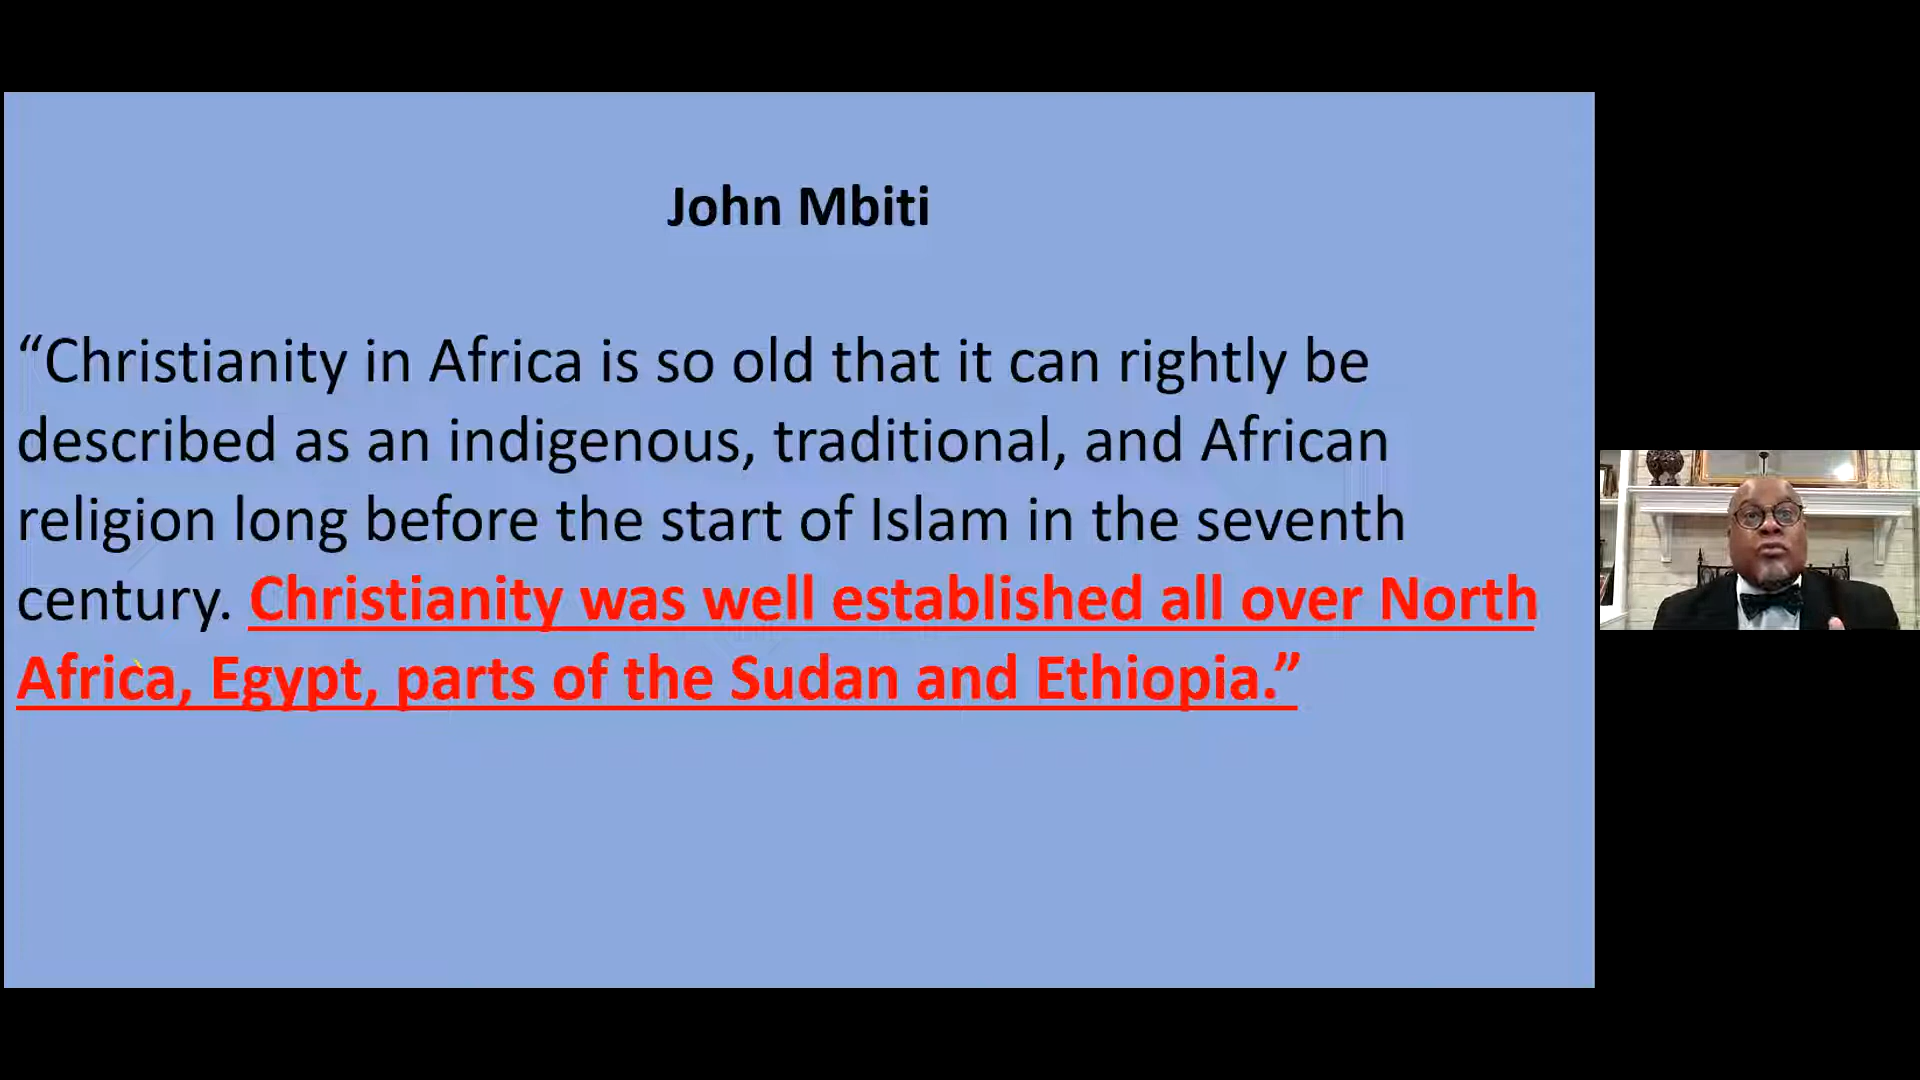 John Mbiti
“Christianity in Africa is so old that it can rightly be
described as an indigenous, traditional, and African
religion long before the start of Islam in the seventh
century. Christianity was well established all over North
Africa, Egypt, parts of the Sudan and Ethiopia.”